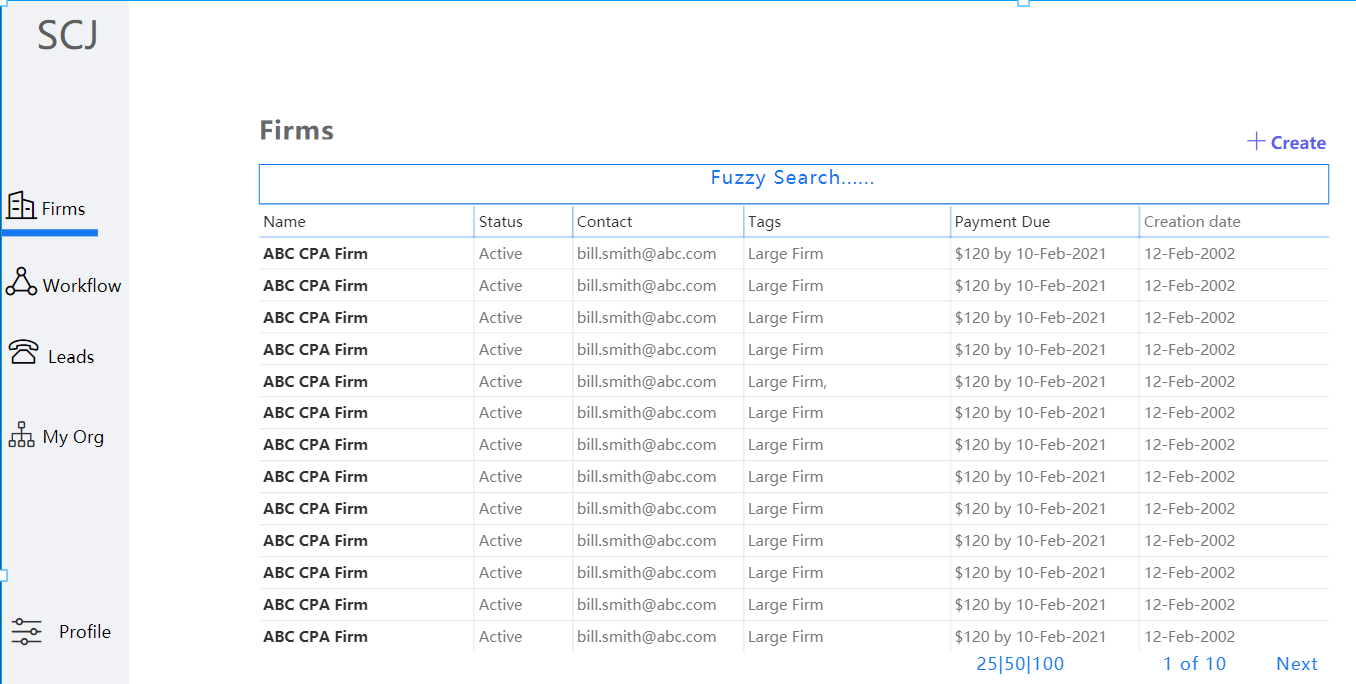 SCJ
Firms
Workflow
Leads
My Org
Profile
Firms
Create
Fuzzy Search......
Name Status Contact Tags Payment Due Creation date
ABC CPA Firm Active bill.smith@abc.com Large Firm $120 by 10-Feb-2021 12-Feb-2002
ABC CPA Firm Active bill.smith@abc.com Large Firm $120 by 10-Feb-2021 12-Feb-2002
ABC CPA Firm Active bill.smith@abc.com Large Firm $120 by 10-Feb-2021 12-Feb-2002
ABC CPA Firm Active bill.smith@abc.com Large Firm $120 by 10-Feb-2021 12-Feb-2002
ABC CPA Firm Active bill.smith@abc.com Large Firm, $120 by 10-Feb-2021 12-Feb-2002
ABC CPA Firm Active bill.smith@abc.com Large Firm $120 by 10-Feb-2021 12-Feb-2002
ABC CPA Firm Active bill.smith@abc.com Large Firm $120 by 10-Feb-2021 12-Feb-2002
ABC CPA Firm Active bill.smith@abc.com Large Firm $120 by 10-Feb-2021 12-Feb-2002
ABC CPA Firm Active bill.smith@abc.com Large Firm $120 by 10-Feb-2021 12-Feb-2002
ABC CPA Firm Active bill.smith@abc.com Large Firm $120 by 10-Feb-2021 12-Feb-2002
ABC CPA Firm Active bill.smith@abc.com Large Firm $120 by 10-Feb-2021 12-Feb-2002
ABC CPA Firm Active bill.smith@abc.com Large Firm $120 by 10-Feb-2021 12-Feb-2002
ABC CPA Firm Active bill.smith@abc.com Large Firm $120 by 10-Feb-2021 12-Feb-2002
25|50|100 1 of 10 Next